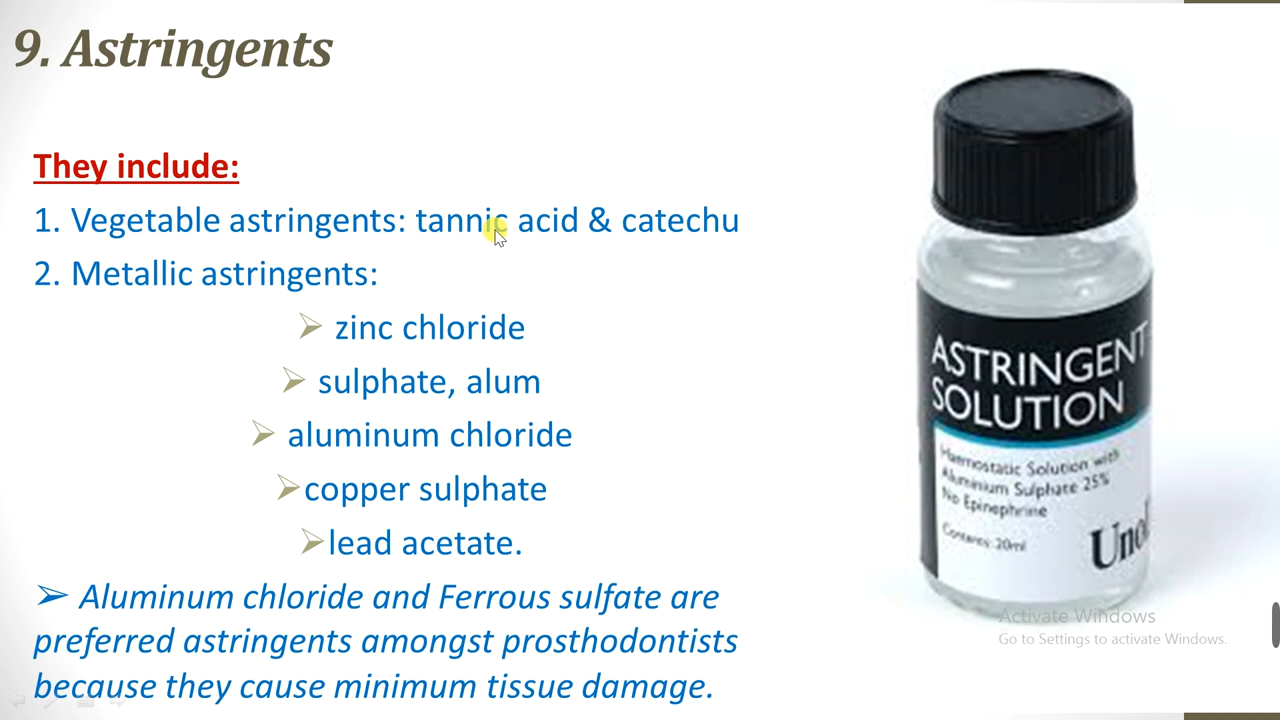 9. Astringents
They include:
1. Vegetable astringents: tannic acid & catechu
2. Metallic astringents:
➢ zinc chloride
➢ sulphate, alum
➢ aluminum chloride
➢copper sulphate
➢lead acetate.
➢ Aluminum chloride and Ferrous sulfate are
preferred astringents amongst prosthodontists
because they cause minimum tissue damage.
ASTRINGENT
SOLUTION
Haemostatic Solution with
Aluminium Sulphate 25%
No Epinephrine
Contents: 20ml
Activate Windows
Go to Settings to activate Windows.